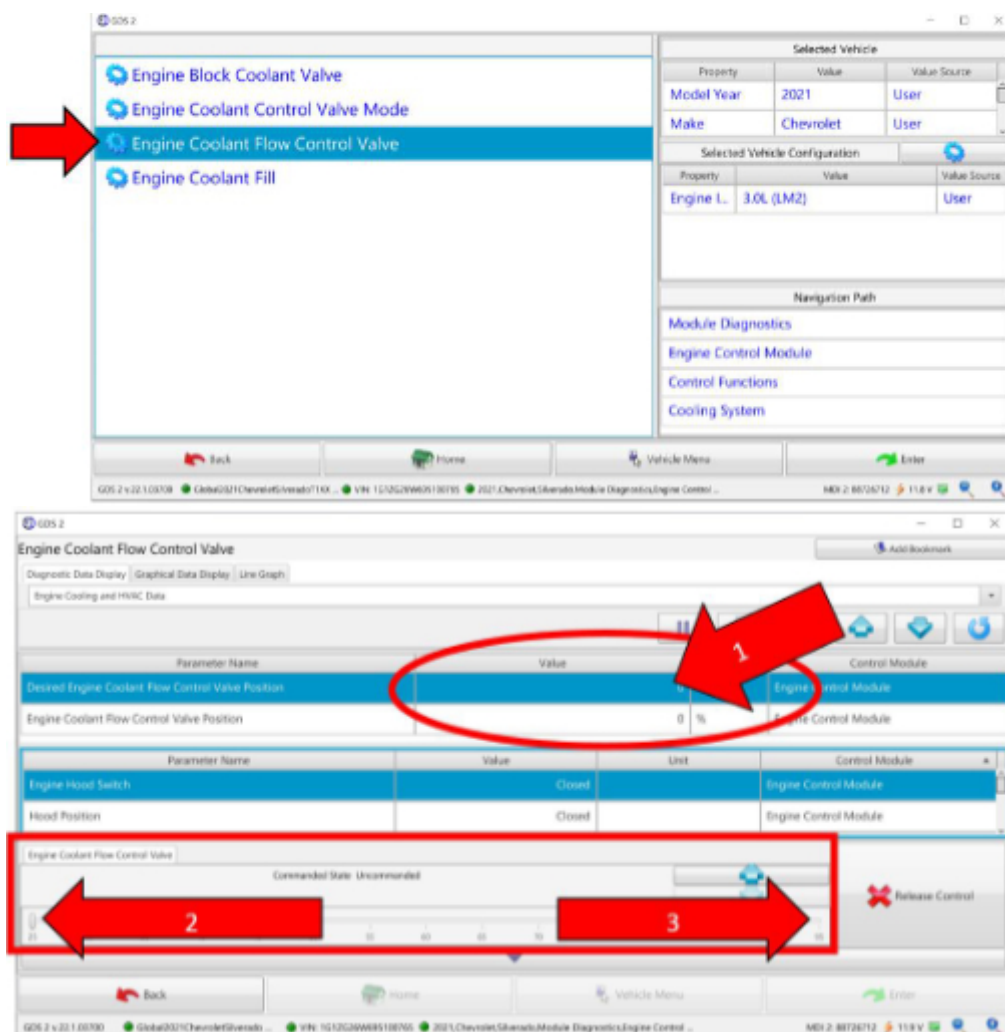 GDS 2
Selected Vehicle
Property Value Value Source
Model Year 2021 User
Make Chevrolet User
Selected Vehicle Configuration
Property Value Value Source
Engine I... 3.0L (LM2) User
Engine Block Coolant Valve
Engine Coolant Control Valve Mode
Engine Coolant Flow Control Valve
Engine Coolant Fill
Navigation Path
Module Diagnostics
Engine Control Module
Control Functions
Cooling System
Back Home Vehicle Menu Enter
GDS 2
Engine Coolant Flow Control Valve
Add Bookmark
Diagnostic Data Display Graphical Data Display Line Graph
Engine Cooling and HVAC Data
1
Parameter Name Value Control Module
Desired Engine Coolant Flow Control Valve Position 0 Engine Control Module
Engine Coolant Flow Control Valve Position 0 % Engine Control Module
Parameter Name Value Unit Control Module
Engine Hood Switch Closed Engine Control Module
Hood Position Closed Engine Control Module
Engine Coolant Flow Control Valve
Commanded State Uncommanded
2 3
Release Control
Back Home Vehicle Menu Enter